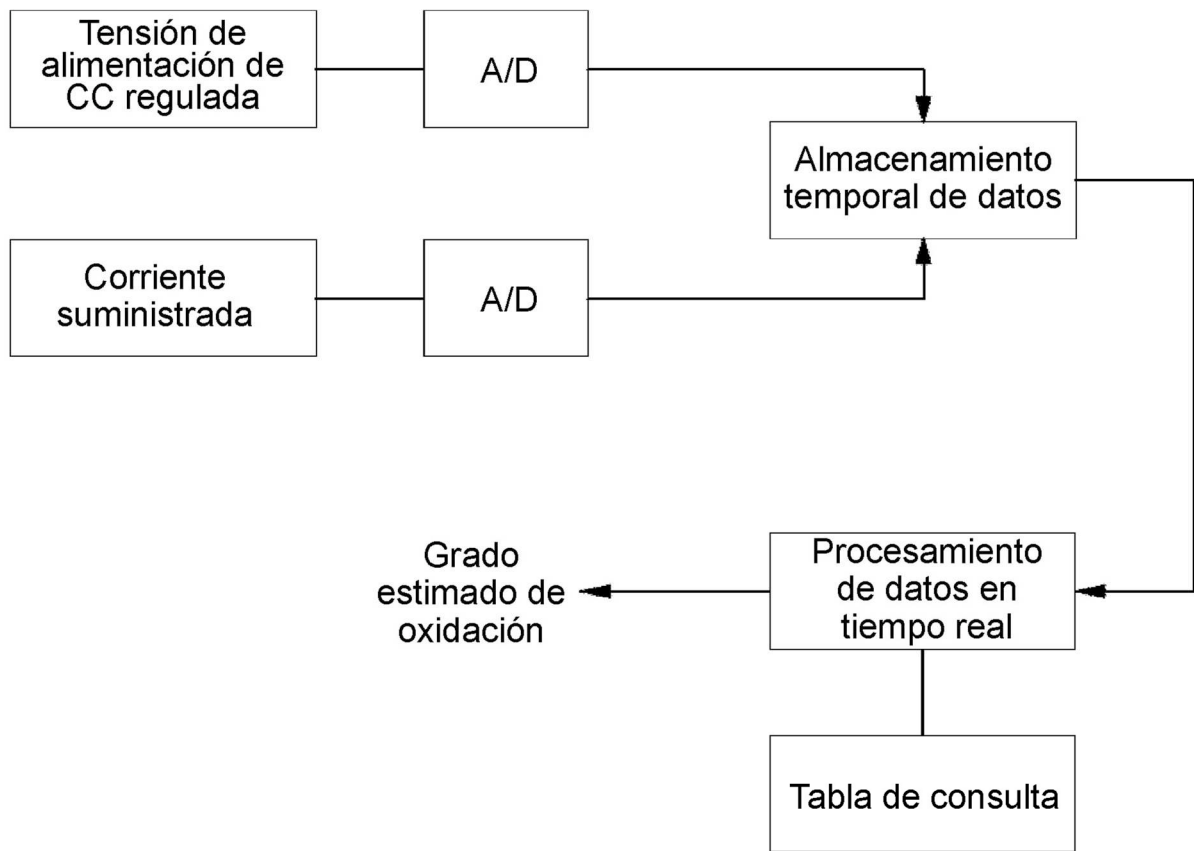 Tensión de
alimentación de
CC regulada
A/D
Almacenamiento
temporal de datos
Corriente
suministrada
A/D
Grado
estimado de
oxidación
Procesamiento
de datos en
tiempo real
Tabla de consulta